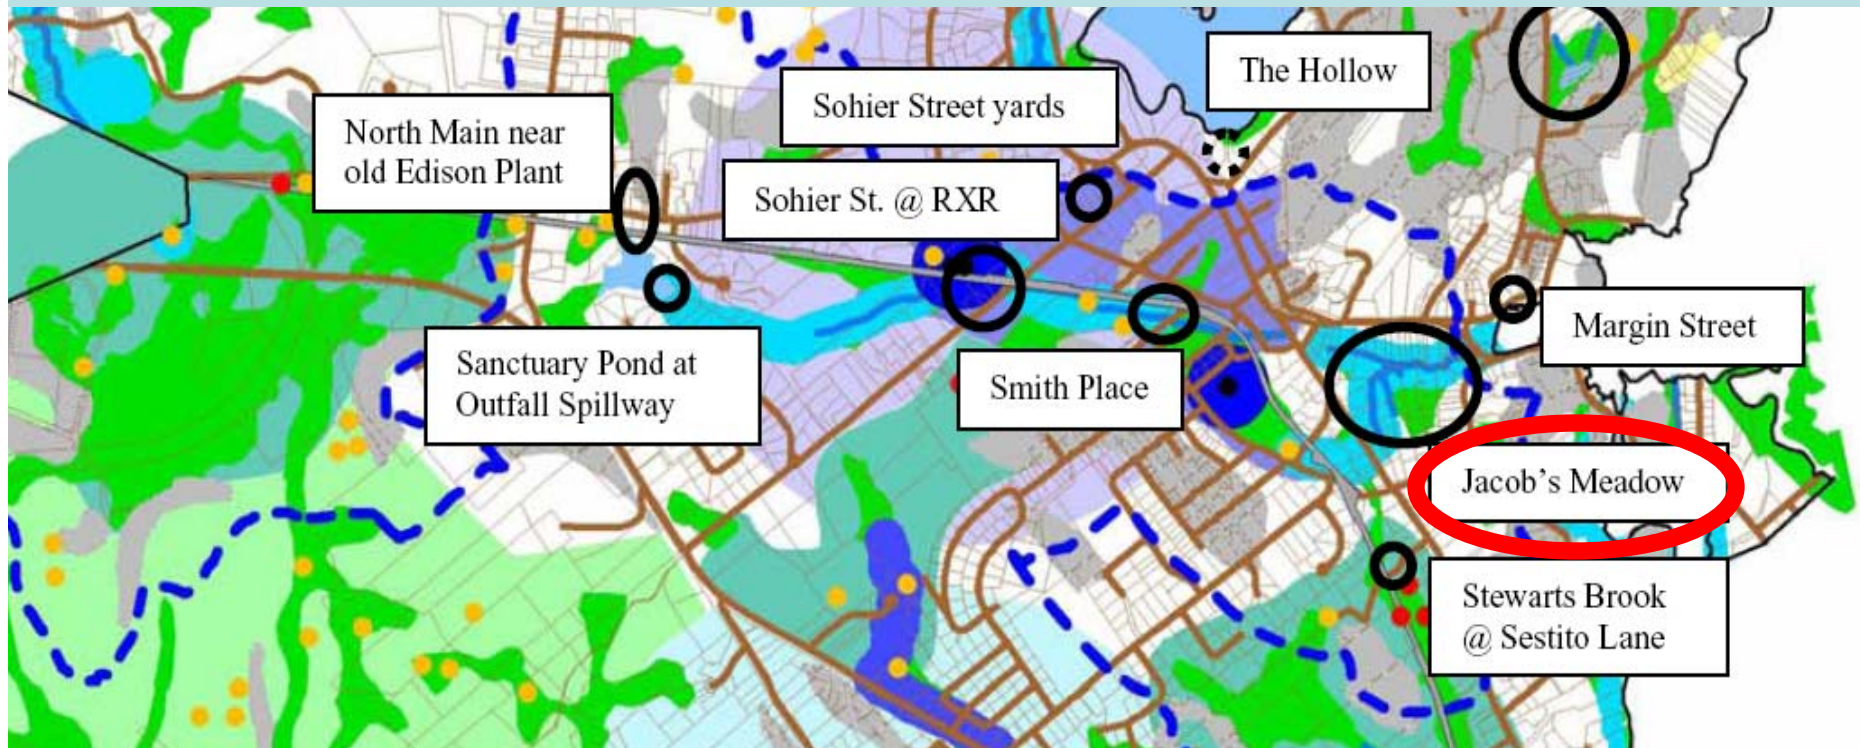 The Hollow
Sohier Street yards
North Main near
old Edison Plant
Sohier St. @ RXR
Margin Street
Sanctuary Pond at
Outfall Spillway
Smith Place
Jacob's Meadow
Stewarts Brook
@ Sestito Lane